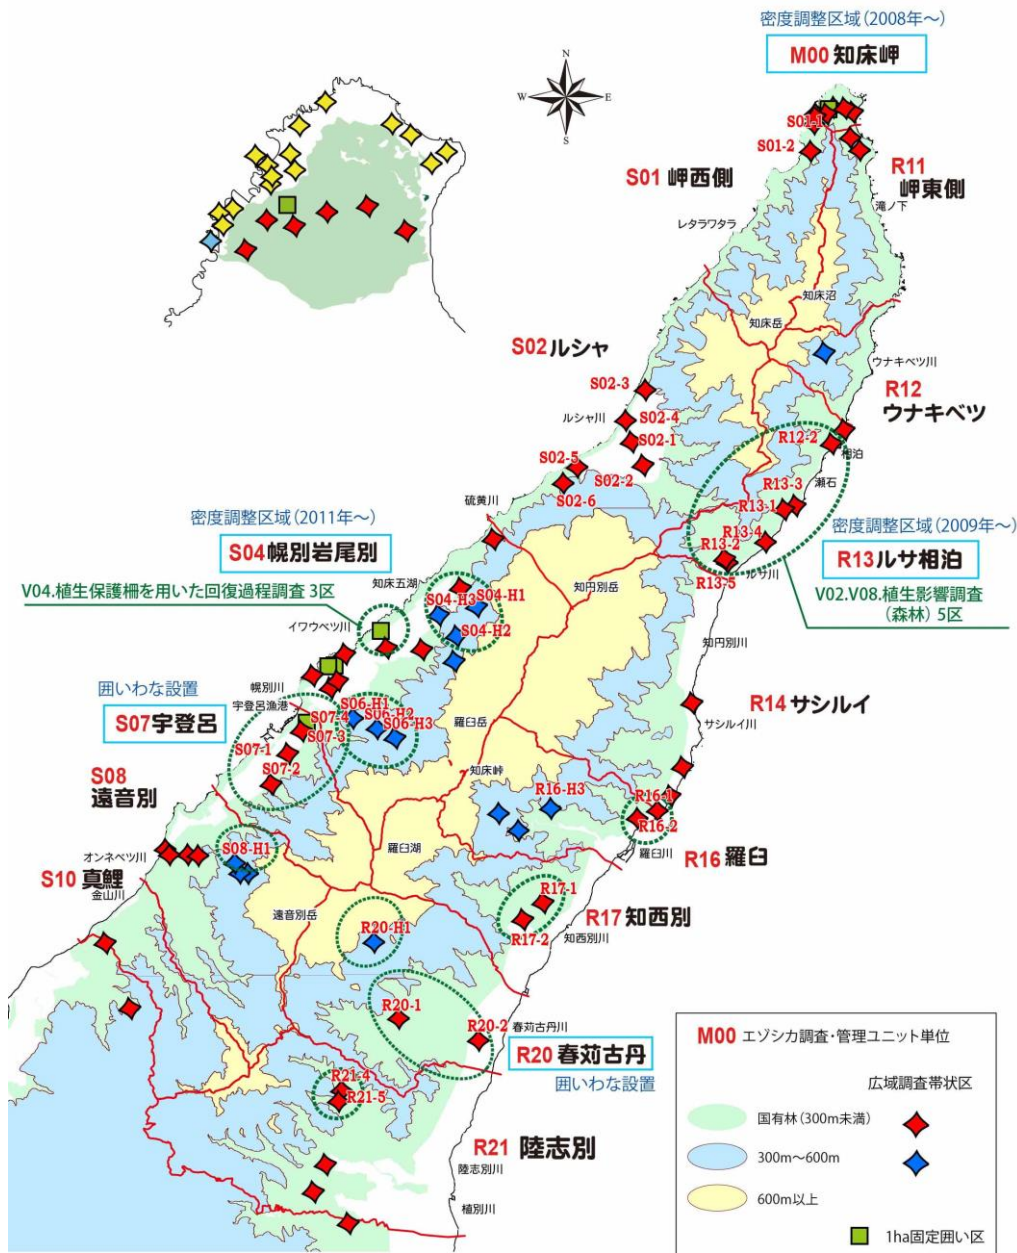 密度調整区域(2008年~)
M00 知床岬
N
W
E
S
S01-1
S01-2
S01 岬西側
R11
岬東側
滝ノ下
レタラワタラ
知床沼
知床岳
ウナキベツ川
S02ルシャ
R12
ウナキベツ
S02-3
ルシャ川
S02-4
S02-1
S02-5
S02-2
S02-6
R12-2
相泊
瀬石
R13-3
R13-1
R13-4
R13-2
R13-5
ルサ川
硫黄川
密度調整区域(2011年~)
S04幌別岩尾別
密度調整区域(2009年~)
R13ルサ相泊
V04.植生保護柵を用いた回復過程調査 3区
V02.V08.植生影響調査
(森林) 5区
知床五湖
知円別岳
S04-H3
S04-H1
S04-H2
イワウベツ川
知円別川
幌別川
囲いわな設置
S07宇登呂
宇登呂漁港
S06-H1
S06-H2
S06-H3
S07-4
S07-3
S07-1
S07-2
羅臼岳
R14サシルイ
サシルイ川
S08
遠音別
知床峠
R16-H3
R16-1
R16-2
羅臼川
R16 羅臼
羅臼湖
S08-H1
オンネベツ川
S10真鯉
金山川
遠音別岳
R17-1
R17-2
R17 知西別
知西別川
R20-H1
R20-1
R20-2
春苅古丹川
R20 春苅古丹
囲いわな設置
R21-4
R21-5
R21 陸志別
陸志別川
植別川
M00 エゾシカ調査・管理ユニット単位
広域調査帯状区
国有林(300m未満)
300m~600m
600m以上
1ha固定囲い区